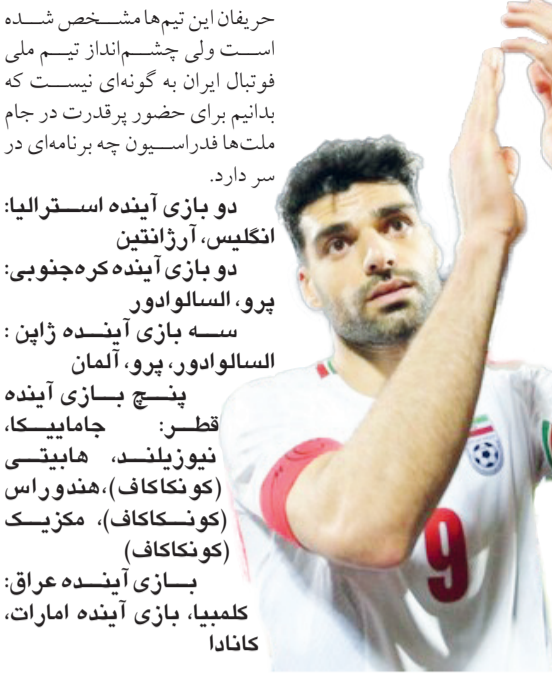 حریفان این تیم‌ها مشخص شده
است ولی چشم‌انداز تیم ملی
فوتبال ایران به گونه‌ای نیست که
بدانیم برای حضور پرقدرت در جام
ملت‌ها فدراسیون چه برنامه‌ای در
سر دارد.
دو بازی آینده استرالیا:
انگلیس، آرژانتین
دو بازی آینده کره‌جنوبی:
پرو، السالوادور
سه بازی آینده ژاپن :
السالوادور، پرو، آلمان
پنج بازی آینده
قطر: جاماییکا،
نیوزیلند، هاییتی
(کونکاکاف)،هندوراس
(کونکاکاف)، مکزیک
(کونکاکاف)
بازی آینده عراق:
کلمبیا، بازی آینده امارات،
کانادا
9